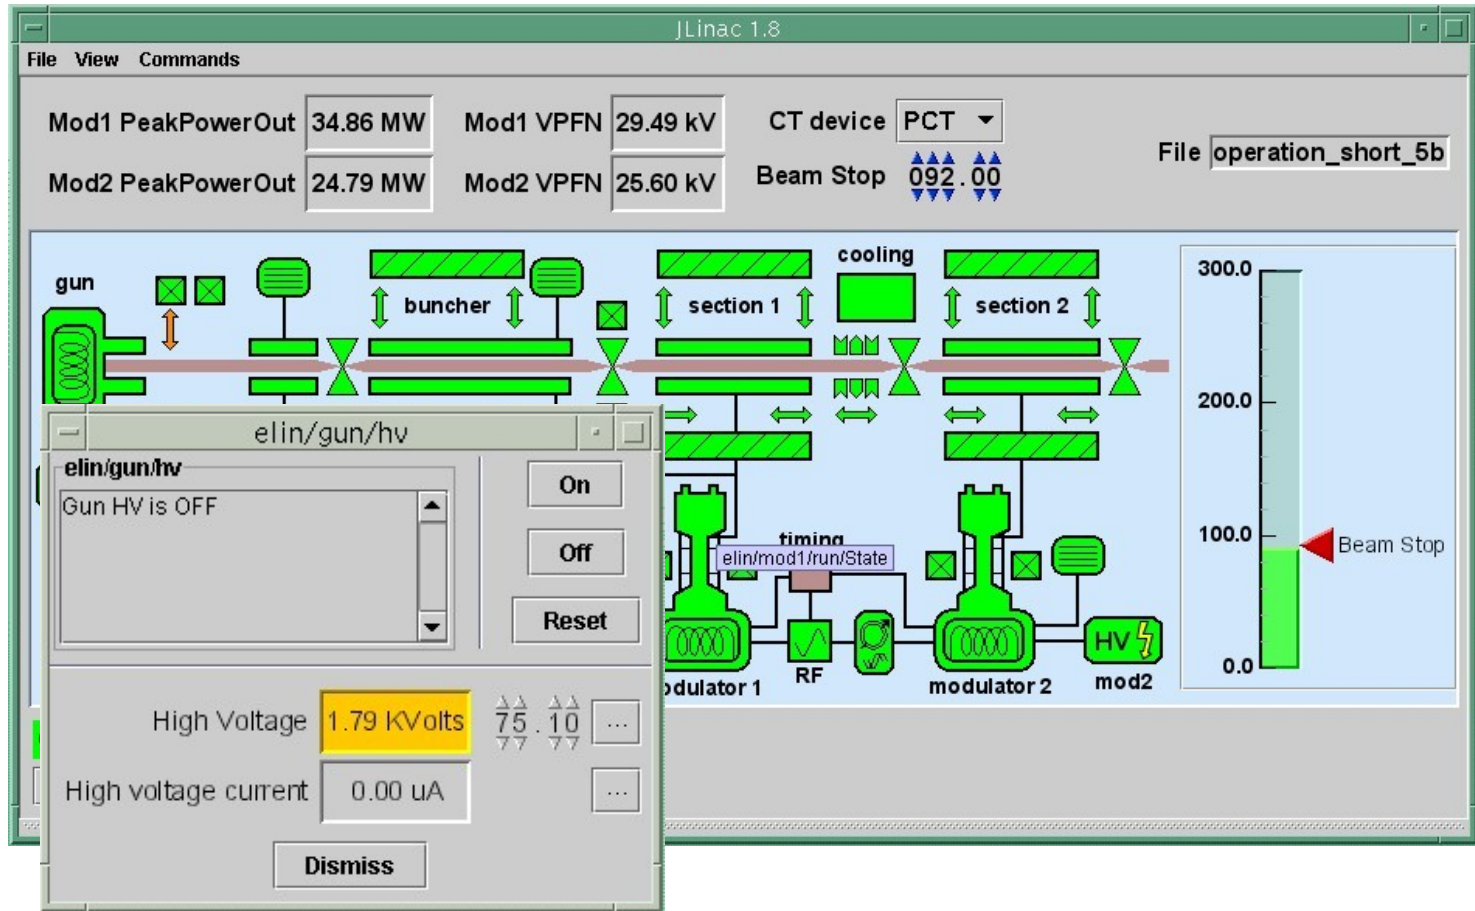 JLinac 1.8
File View Commands
Mod1 PeakPowerOut 34.86 MW Mod1 VPFN 29.49 kV CT device PCT
File operation_short_5b
Mod2 PeakPowerOut 24.79 MW Mod2 VPFN 25.60 kV Beam Stop 092.00
cooling
gun
buncher section 1 section 2
300.0
200.0
100.0
0.0
Beam Stop
timing
elin/mod1/run/State
HV
RF
odulator 1
modulator 2
mod2
elin/gun/hv
elin/gun/hv
Gun HV is OFF
On
Off
Reset
High Voltage 1.79 KVolts 75.10 ...
High voltage current 0.00 uA ...
Dismiss